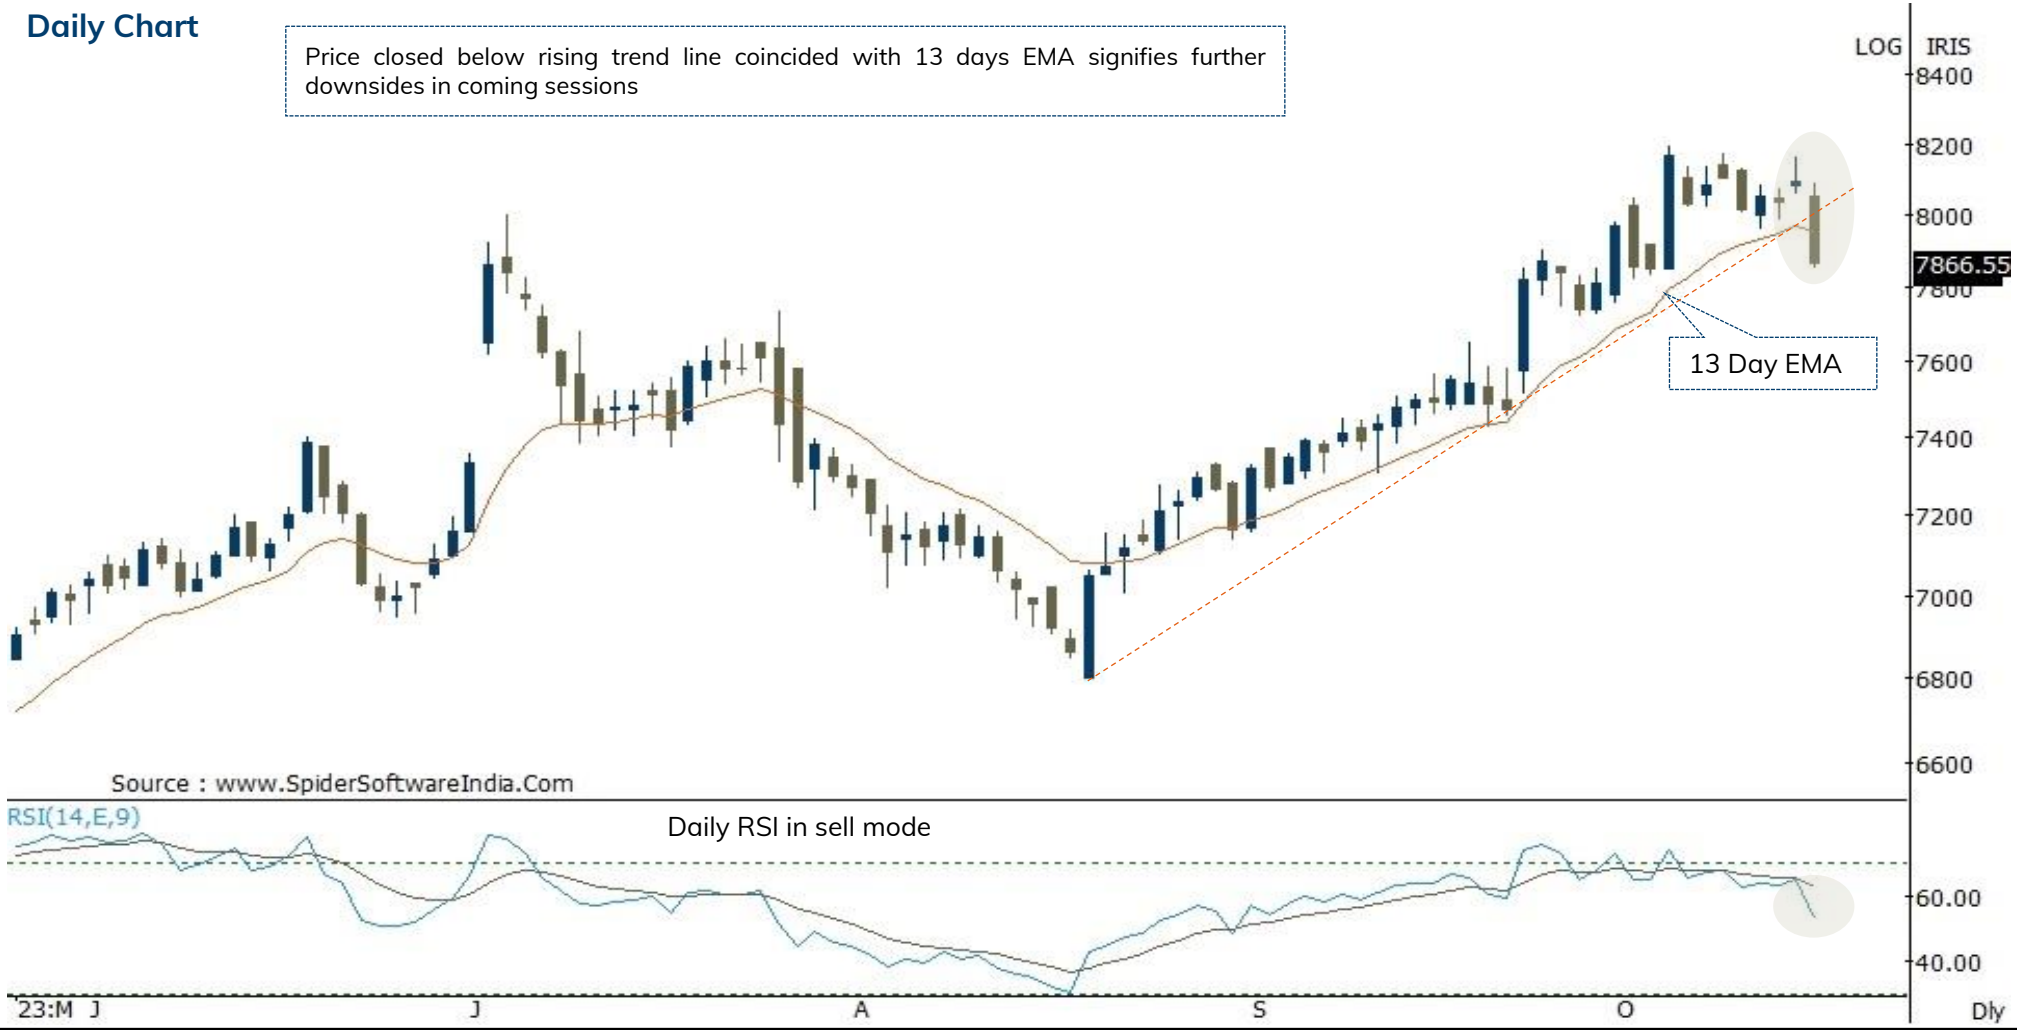 Daily Chart
Price closed below rising trend line coincided with 13 days EMA signifies further
downsides in coming sessions
LOG IRIS
8400
8200
8000
7866.55
7800
13 Day EMA
7600
7400
7200
7000
6800
6600
Source : www.SpiderSoftwareIndia.Com
RSI(14,E,9)
Daily RSI in sell mode
60.00
40.00
23:M J J A S O Dly